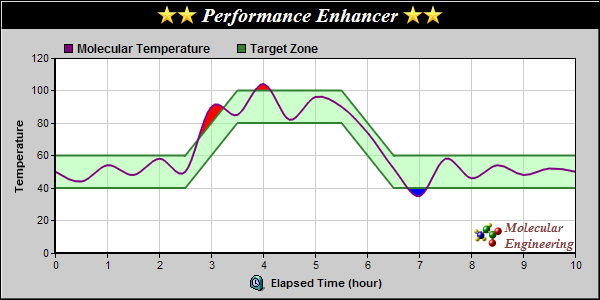 Performance Enhancer
Molecular Temperature
Target Zone
120
100
80
60
40
20
0
Temperature
0 1 2 3 4 5 6 7 8 9 10
Elapsed Time (hour)
Molecular
Engineering